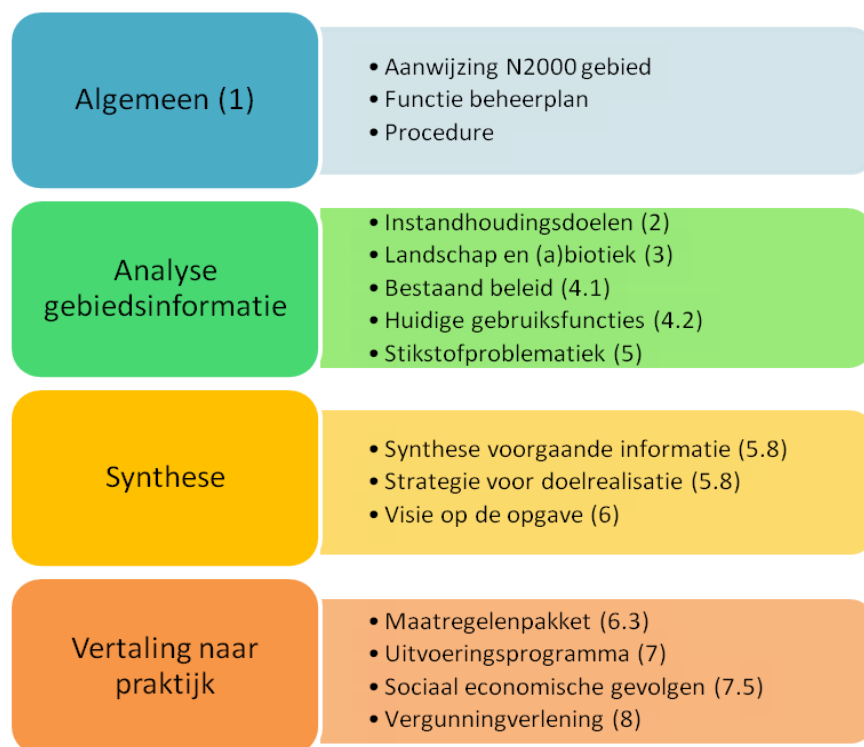 Algemeen (1)
• Aanwijzing N2000 gebied
• Functie beheerplan
• Procedure
Analyse
gebiedsinformatie
• Instandhoudingsdoelen (2)
• Landschap en (a)biotiek (3)
• Bestaand beleid (4.1)
• Huidige gebruiksfuncties (4.2)
• Stikstofproblematiek (5)
Synthese
• Synthese voorgaande informatie (5.8)
• Strategie voor doelrealisatie (5.8)
• Visie op de opgave (6)
Vertaling naar
praktijk
• Maatregelenpakket (6.3)
• Uitvoeringsprogramma (7)
• Sociaal economische gevolgen (7.5)
• Vergunningverlening (8)